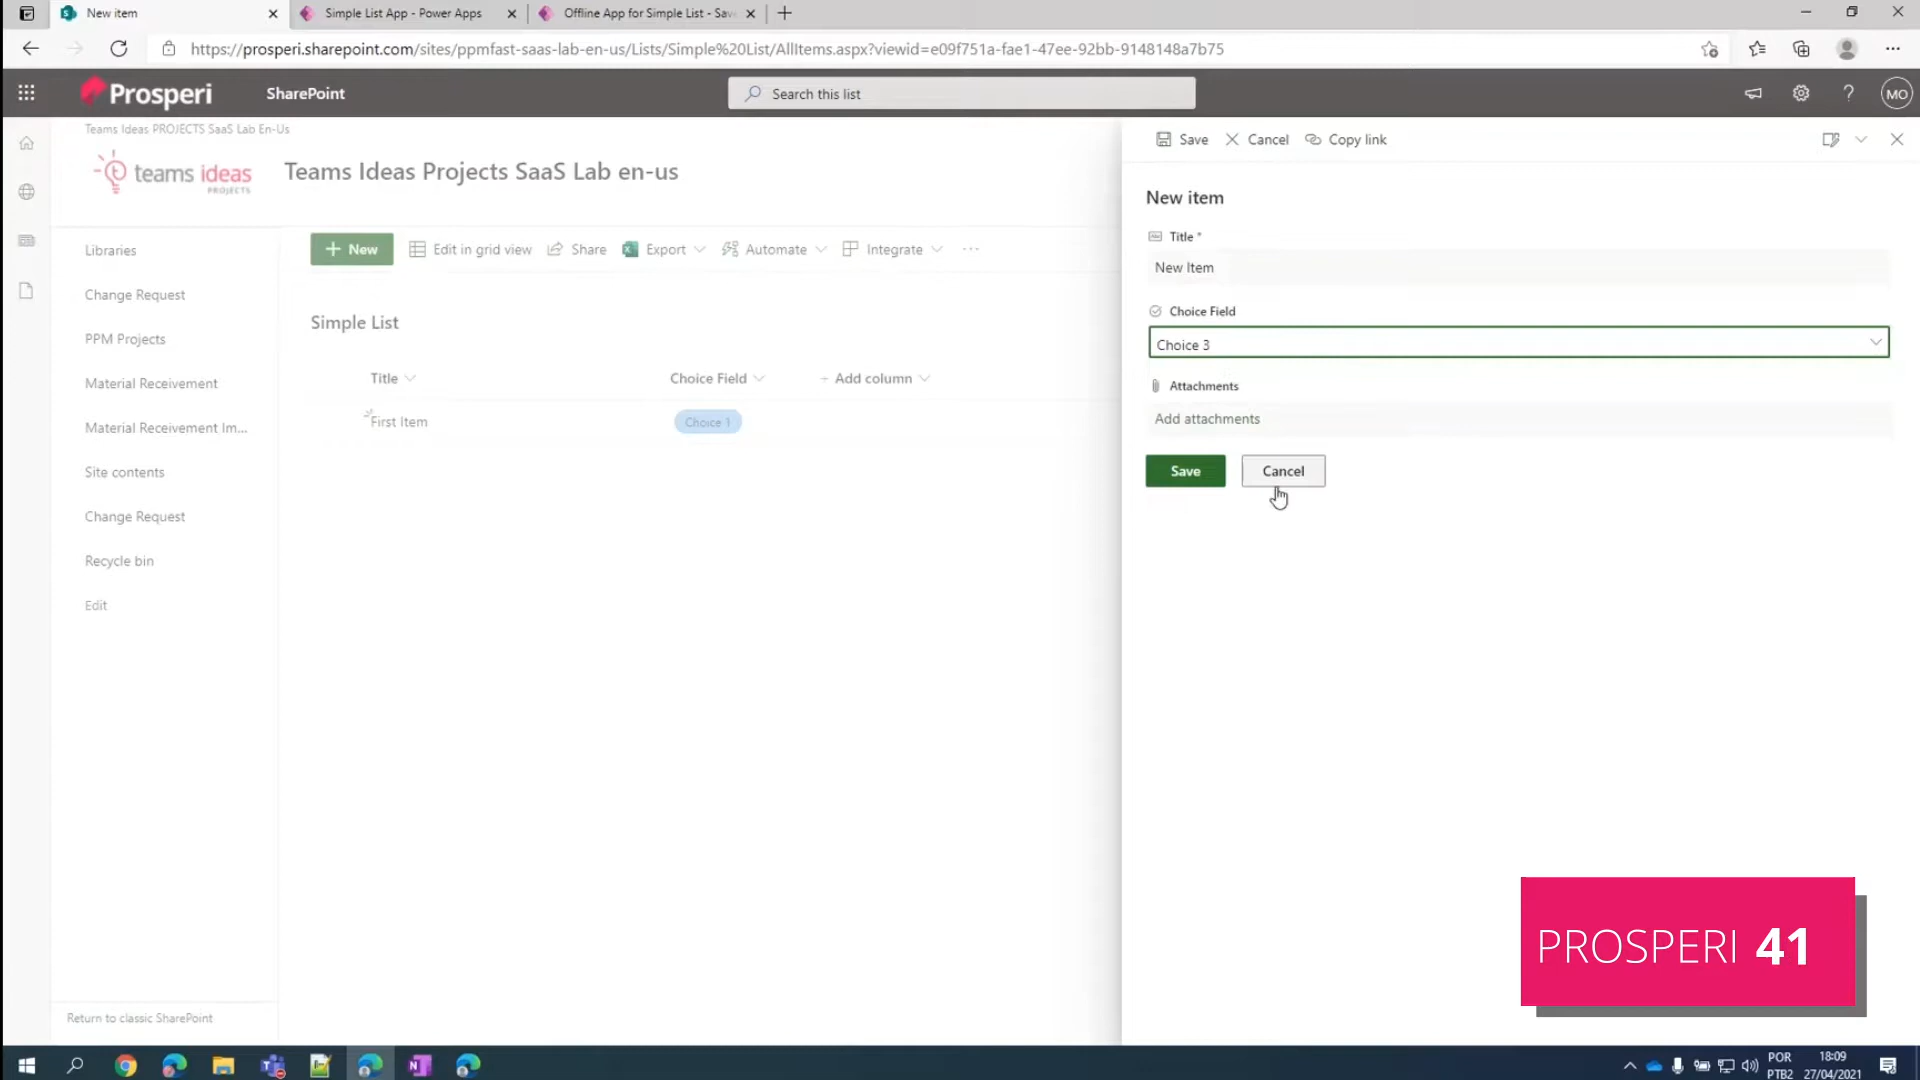 New item
Simple List App - Power Apps
Offline App for Simple List - Save
https://prosperi.sharepoint.com/sites/ppmfast-saas-lab-en-us/Lists/Simple%20List/AllItems.aspx?viewid=e09f751a-fae1-47ee-92bb-9148148a7b75
Prosperi
SharePoint
Search this list
MO
Teams Ideas PROJECTS SaaS Lab En-Us
teams ideas
PROJECTS
Teams Ideas Projects SaaS Lab en-us
Libraries
Change Request
PPM Projects
Material Receivement
Material Receivement Im...
Site contents
Change Request
Recycle bin
Edit
Return to classic SharePoint
+ New
Edit in grid view
Share
Export
Automate
Integrate
...
Simple List
Title
Choice Field
+ Add column
First Item
Choice 1
Save
Cancel
Copy link
New item
Title *
New Item
Choice Field
Choice 3
Attachments
Add attachments
Save
Cancel
PROSPERI 41
POR
PTB2
18:09
27/04/2021